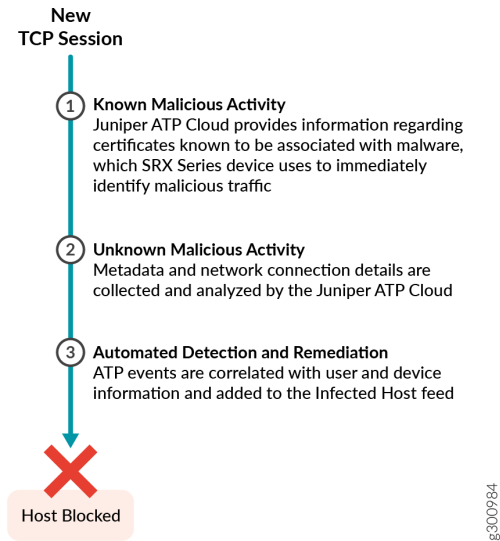 New
TCP Session
1
Known Malicious Activity
Juniper ATP Cloud provides information regarding
certificates known to be associated with malware,
which SRX Series device uses to immediately
identify malicious traffic
2
Unknown Malicious Activity
Metadata and network connection details are
collected and analyzed by the Juniper ATP Cloud
3
Automated Detection and Remediation
ATP events are correlated with user and device
information and added to the Infected Host feed
Host Blocked
g300984